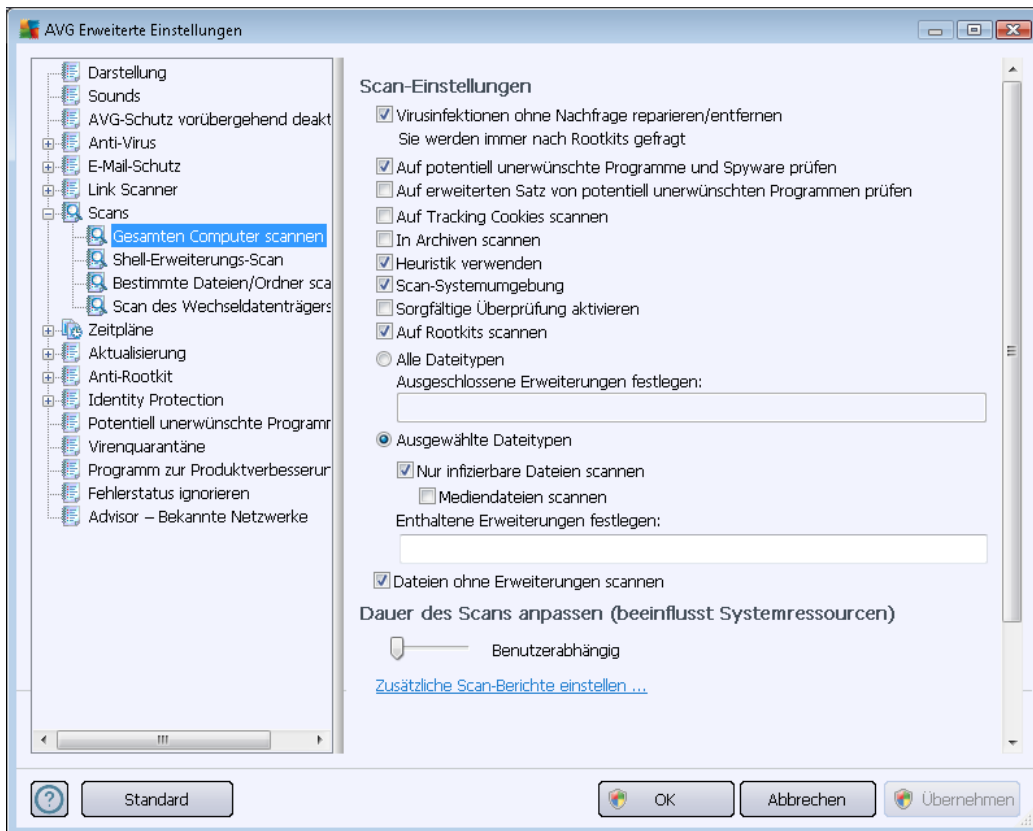 AVG Erweiterte Einstellungen
Darstellung
Sounds
AVG-Schutz vorübergehend deakt
Anti-Virus
E-Mail-Schutz
Link Scanner
Scans
Gesamten Computer scannen
Shell-Erweiterungs-Scan
Bestimmte Dateien/Ordner sca
Scan des Wechseldatenträgers
Zeitpläne
Aktualisierung
Anti-Rootkit
Identity Protection
Potentiell unerwünschte Programr
Virenquarantäne
Programm zur Produktverbesserur
Fehlerstatus ignorieren
Advisor – Bekannte Netzwerke
Scan-Einstellungen
Virusinfektionen ohne Nachfrage reparieren/entfernen
Sie werden immer nach Rootkits gefragt
Auf potentiell unerwünschte Programme und Spyware prüfen
Auf erweiterten Satz von potentiell unerwünschten Programmen prüfen
Auf Tracking Cookies scannen
In Archiven scannen
Heuristik verwenden
Scan-Systemumgebung
Sorgfältige Überprüfung aktivieren
Auf Rootkits scannen
Alle Dateitypen
Ausgeschlossene Erweiterungen festlegen:
Ausgewählte Dateitypen
Nur infizierbare Dateien scannen
Mediendateien scannen
Enthaltene Erweiterungen festlegen:
Dateien ohne Erweiterungen scannen
Dauer des Scans anpassen (beeinflusst Systemressourcen)
Benutzerabhängig
Zusätzliche Scan-Berichte einstellen ...
Standard
OK
Abbrechen
Übernehmen